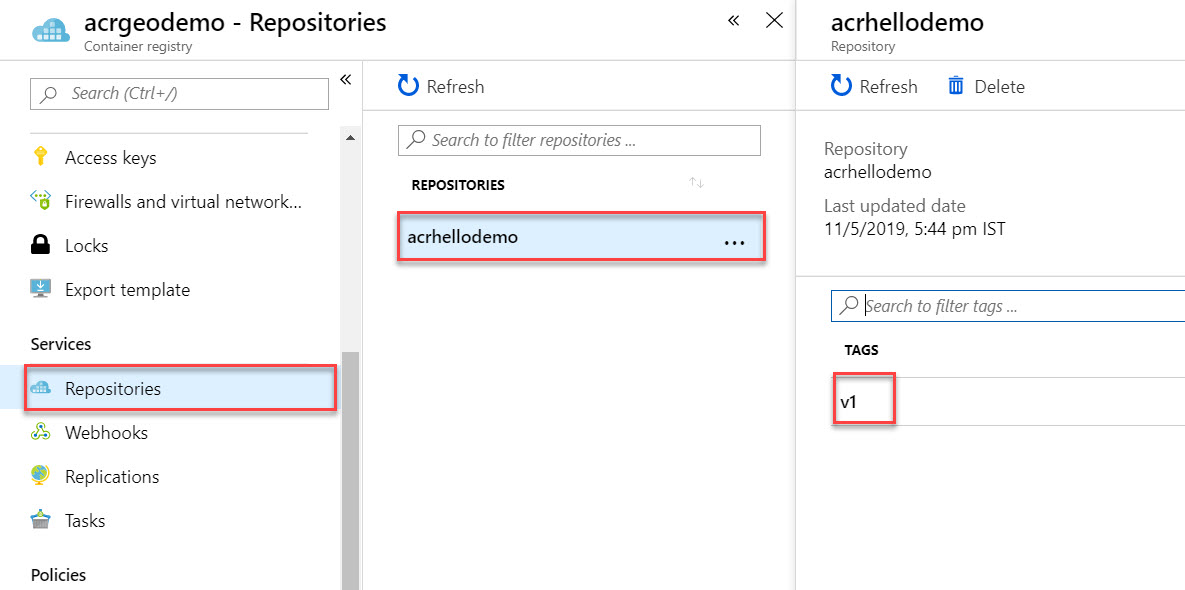 acrgeodemo - Repositories
Container registry
Search (Ctrl+/)
Access keys
Firewalls and virtual network...
Locks
Export template
Services
Repositories
Webhooks
Replications
Tasks
Policies
Refresh
Search to filter repositories ...
REPOSITORIES
acrhellodemo
acrhellodemo
Repository
Refresh Delete
Repository
acrhellodemo
Last updated date
11/5/2019, 5:44 pm IST
Search to filter tags ...
TAGS
v1